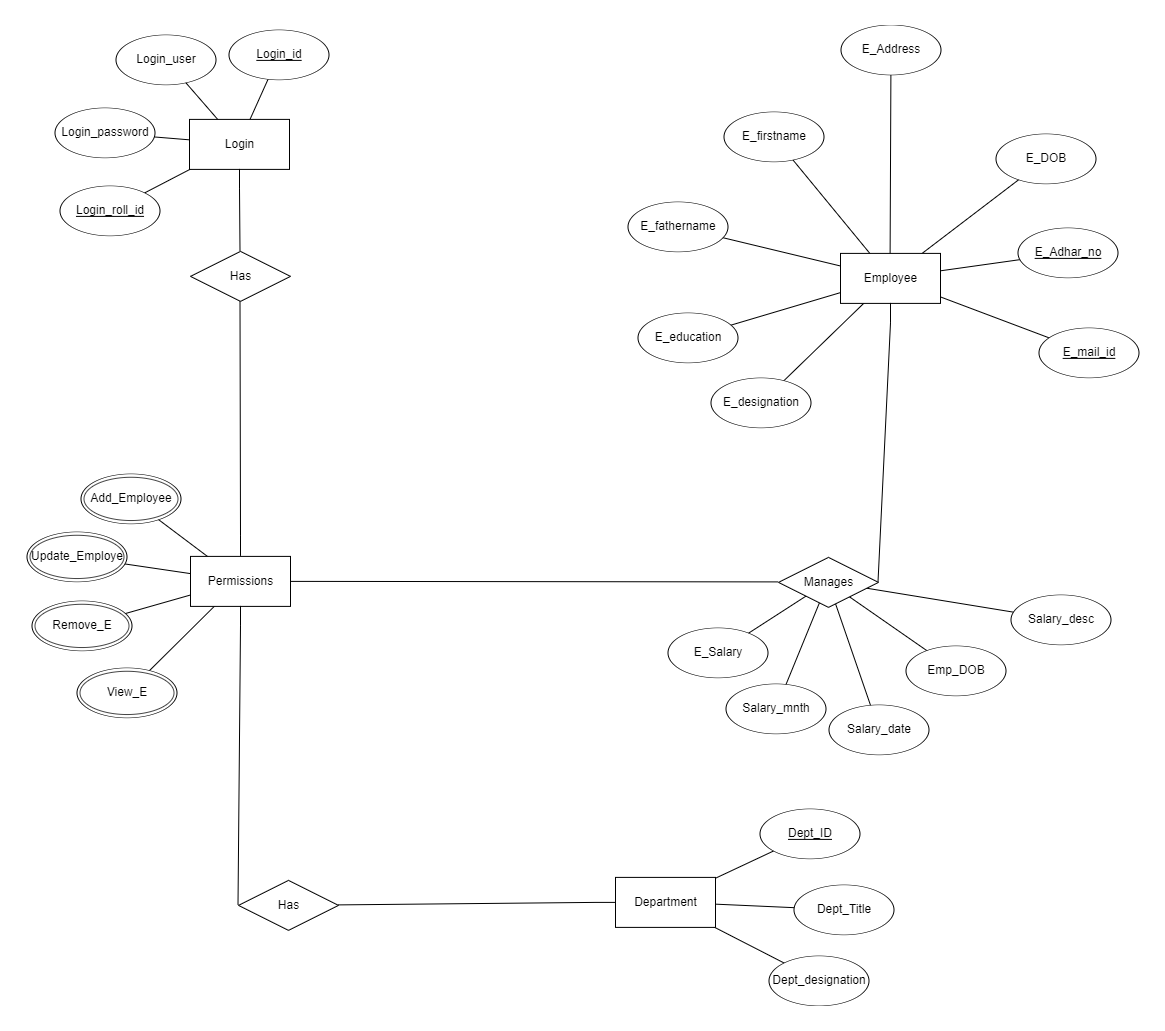 E_Address
Login_id
Login_user
Login_password
E_firstname
Login
E_DOB
Login_roll_id
E_fathername
E_Adhar_no
Has
Employee
E_education
E_mail_id
E_designation
Add_Employee
Update_Employe
Permissions
Manages
Remove_E
Salary_desc
E_Salary
Emp_DOB
View_E
Salary_mnth
Salary_date
Dept_ID
Has
Department
Dept_Title
Dept_designation